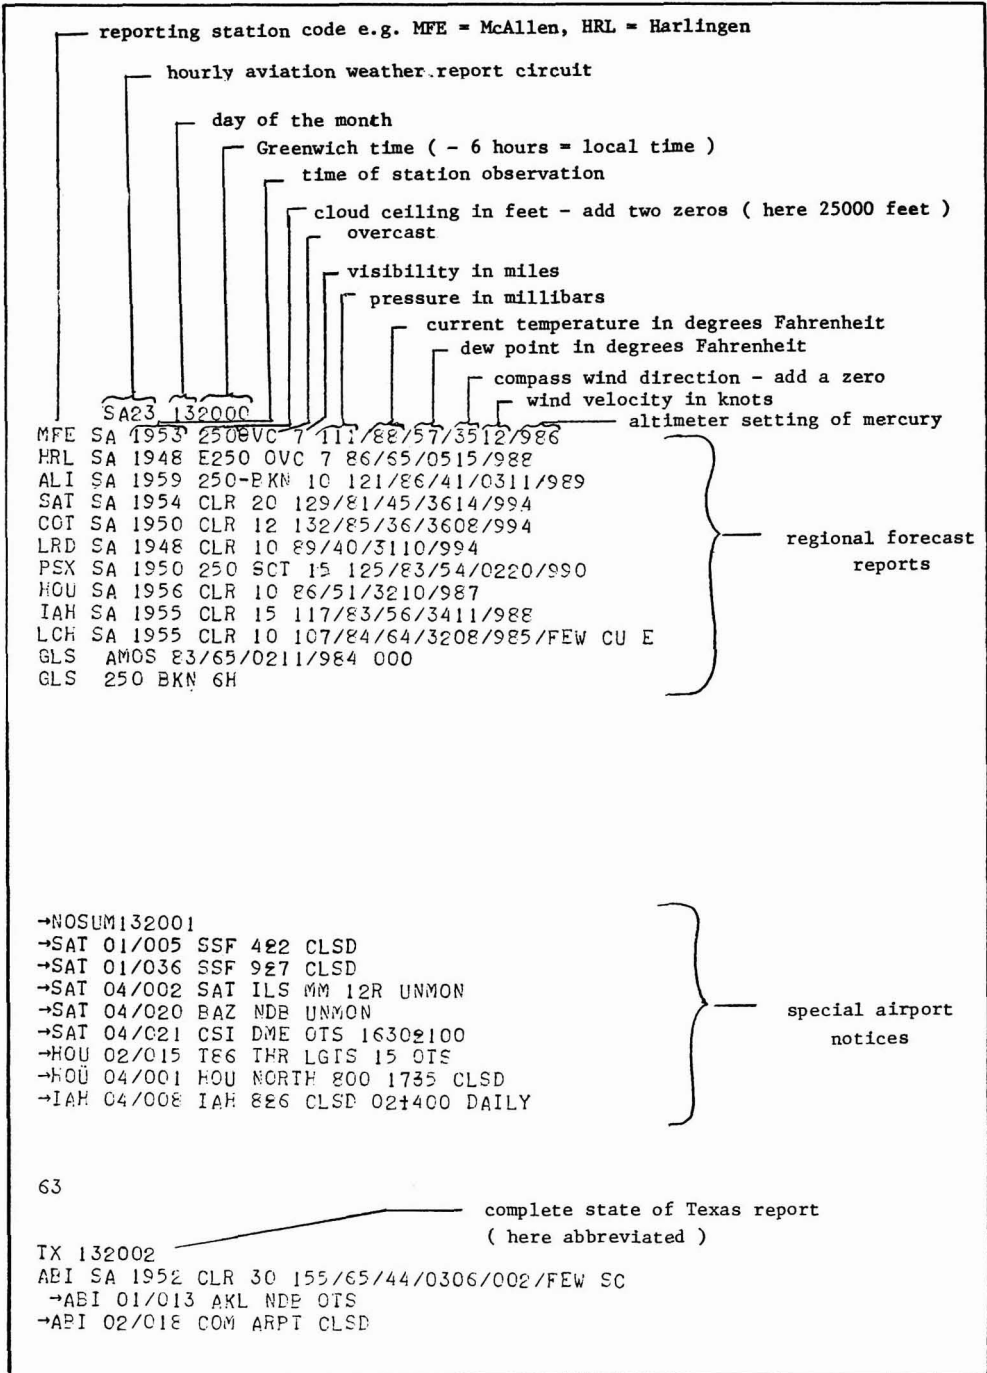 reporting station code e.g. MFE = McAllen, HRL = Harlingen
hourly aviation weather report circuit
day of the month
Greenwich time ( - 6 hours = local time )
time of station observation
cloud ceiling in feet - add two zeros ( here 25000 feet )
overcast
visibility in miles
pressure in millibars
current temperature in degrees Fahrenheit
dew point in degrees Fahrenheit
compass wind direction - add a zero
wind velocity in knots
altimeter setting of mercury
SA23 132000
MFE SA 1953 250OVC 7 111/88/57/3512/986
HRL SA 1948 E250 OVC 7 86/65/0515/988
ALI SA 1959 250-BKN 10 121/86/41/0311/989
SAT SA 1954 CLR 20 129/81/45/3614/994
COT SA 1950 CLR 12 132/85/36/3608/994
LRD SA 1948 CLR 10 89/40/3110/994
PSX SA 1950 250 SCT 15 125/83/54/0220/990
HOU SA 1956 CLR 10 86/51/3210/987
IAH SA 1955 CLR 15 117/83/56/3411/988
LCH SA 1955 CLR 10 107/84/64/3208/985/FEW CU E
GLS AMOS 83/65/0211/984 000
GLS 250 BKN 6H
regional forecast
reports
→NOSUM132001
→SAT 01/005 SSF 4&2 CLSD
→SAT 01/036 SSF 9&7 CLSD
→SAT 04/002 SAT ILS MM 12R UNMON
→SAT 04/020 BAZ NDB UNMON
→SAT 04/021 CSI DME OTS 1630&2100
→HOU 02/015 T86 THR LGTS 15 OTS
→HOU 04/001 HOU NORTH 800 1735 CLSD
→IAH 04/008 IAH 8&6 CLSD 02‡400 DAILY
special airport
notices
63
complete state of Texas report
( here abbreviated )
TX 132002
ABI SA 1952 CLR 30 155/65/44/0306/002/FEW SC
→ABI 01/013 AKL NDB OTS
→ABI 02/018 COM ARPT CLSD